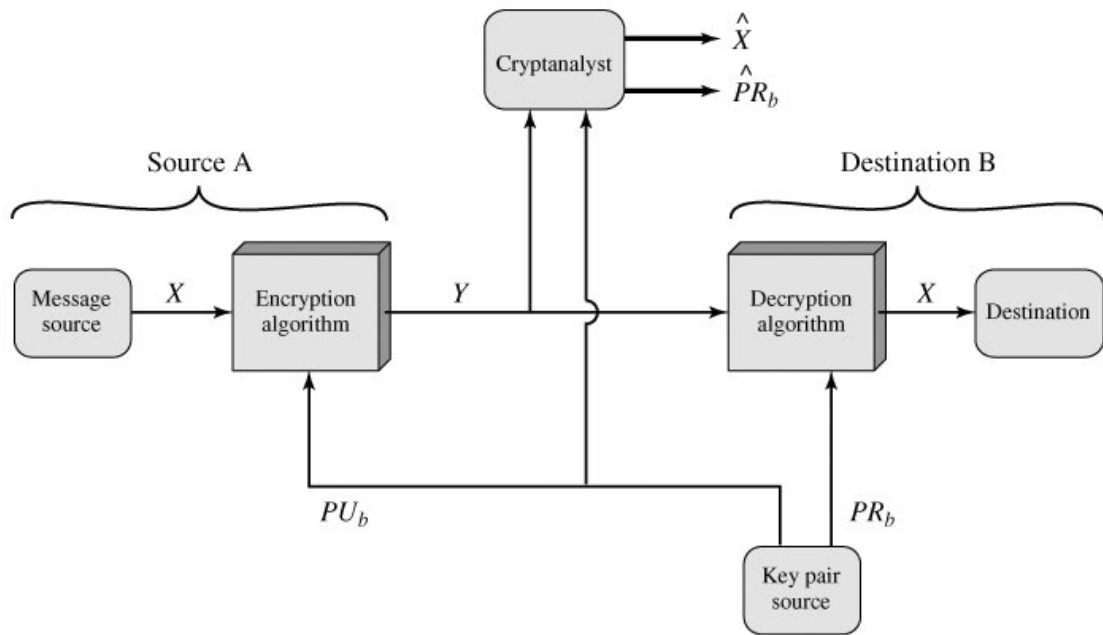 Cryptanalyst
X̂
P̂R_b
Source A
Destination B
Message
source
X
Encryption
algorithm
Y
Decryption
algorithm
X
Destination
PU_b
PR_b
Key pair
source